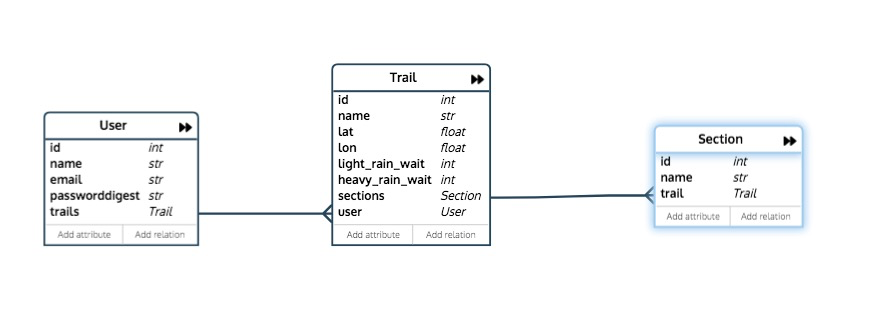 User
id int
name str
email str
passworddigest str
trails Trail
Add attribute Add relation
Trail
id int
name str
lat float
lon float
light_rain_wait int
heavy_rain_wait int
sections Section
user User
Add attribute Add relation
Section
id int
name str
trail Trail
Add attribute Add relation